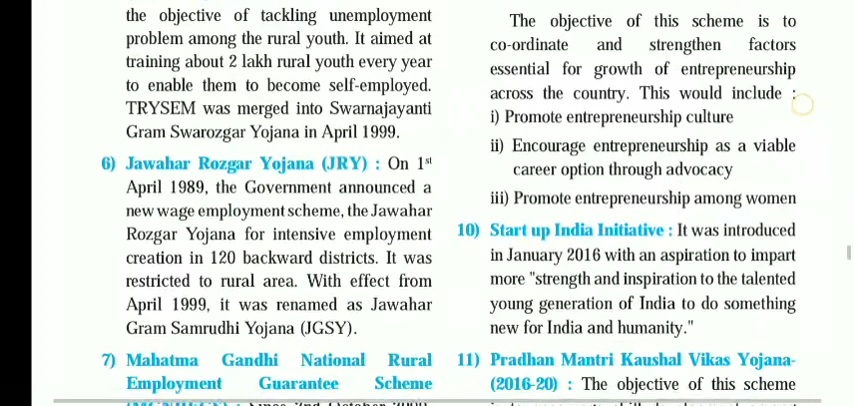 the objective of tackling unemployment
problem among the rural youth. It aimed at
training about 2 lakh rural youth every year
to enable them to become self-employed.
TRYSEM was merged into Swarnajayanti
Gram Swarozgar Yojana in April 1999.
6) Jawahar Rozgar Yojana (JRY) : On 1st
April 1989, the Government announced a
new wage employment scheme, the Jawahar
Rozgar Yojana for intensive employment
creation in 120 backward districts. It was
restricted to rural area. With effect from
April 1999, it was renamed as Jawahar
Gram Samrudhi Yojana (JGSY).
7) Mahatma Gandhi National Rural
Employment Guarantee Scheme
The objective of this scheme is to
co-ordinate and strengthen factors
essential for growth of entrepreneurship
across the country. This would include :
i) Promote entrepreneurship culture
ii) Encourage entrepreneurship as a viable
career option through advocacy
iii) Promote entrepreneurship among women
10) Start up India Initiative : It was introduced
in January 2016 with an aspiration to impart
more "strength and inspiration to the talented
young generation of India to do something
new for India and humanity."
11) Pradhan Mantri Kaushal Vikas Yojana-
(2016-20) : The objective of this scheme